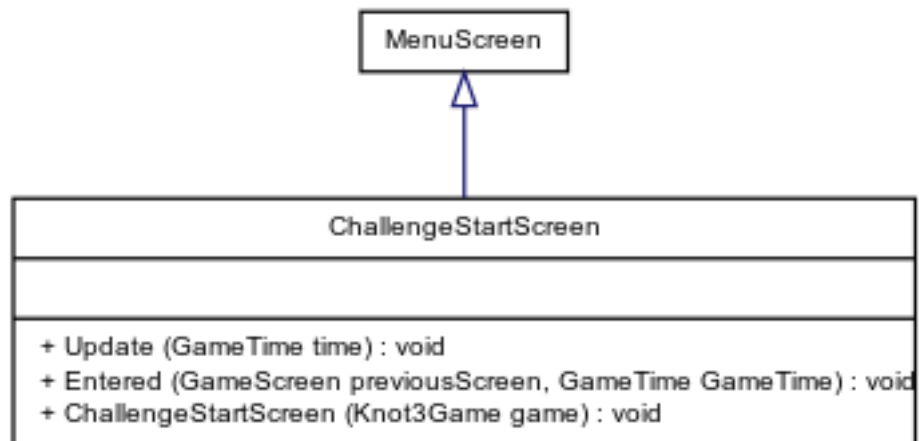 MenuScreen
ChallengeStartScreen
+ Update (GameTime time) : void
+ Entered (GameScreen previousScreen, GameTime GameTime) : void
+ ChallengeStartScreen (Knot3Game game) : void